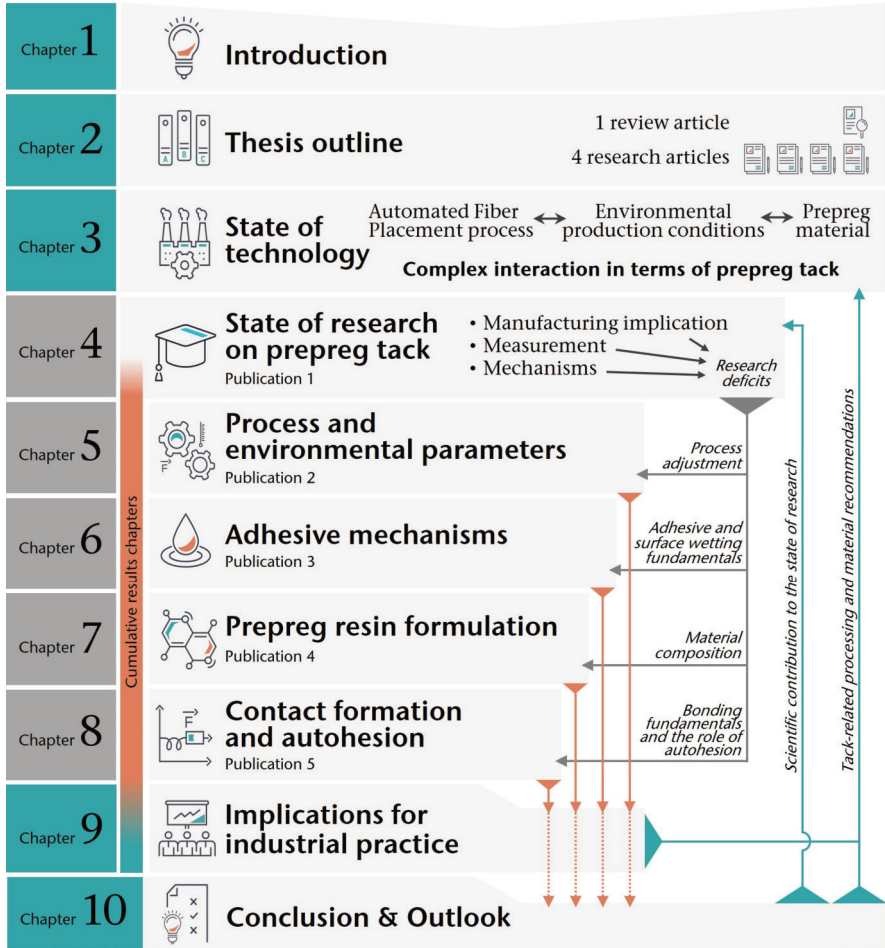 Chapter 1
Introduction
Chapter 2
Thesis outline
1 review article
4 research articles
A B C
Chapter 3
State of
technology
Automated Fiber
Placement process
Environmental
production conditions
Prepreg
material
Complex interaction in terms of prepreg tack
Chapter 4
State of research
on prepreg tack
Publication 1
• Manufacturing implication
• Measurement
• Mechanisms
Research
deficits
Chapter 5
Process and
environmental parameters
Publication 2
F
Process
adjustment
Chapter 6
Adhesive mechanisms
Publication 3
Adhesive and
surface wetting
fundamentals
Chapter 7
Prepreg resin formulation
Publication 4
Material
composition
Chapter 8
Contact formation
and autohesion
Publication 5
F
Bonding
fundamentals
and the role of
autohesion
Cumulative results chapters
Scientific contribution to the state of research
Tack-related processing and material recommendations
Chapter 9
Implications for
industrial practice
Chapter 10
Conclusion & Outlook